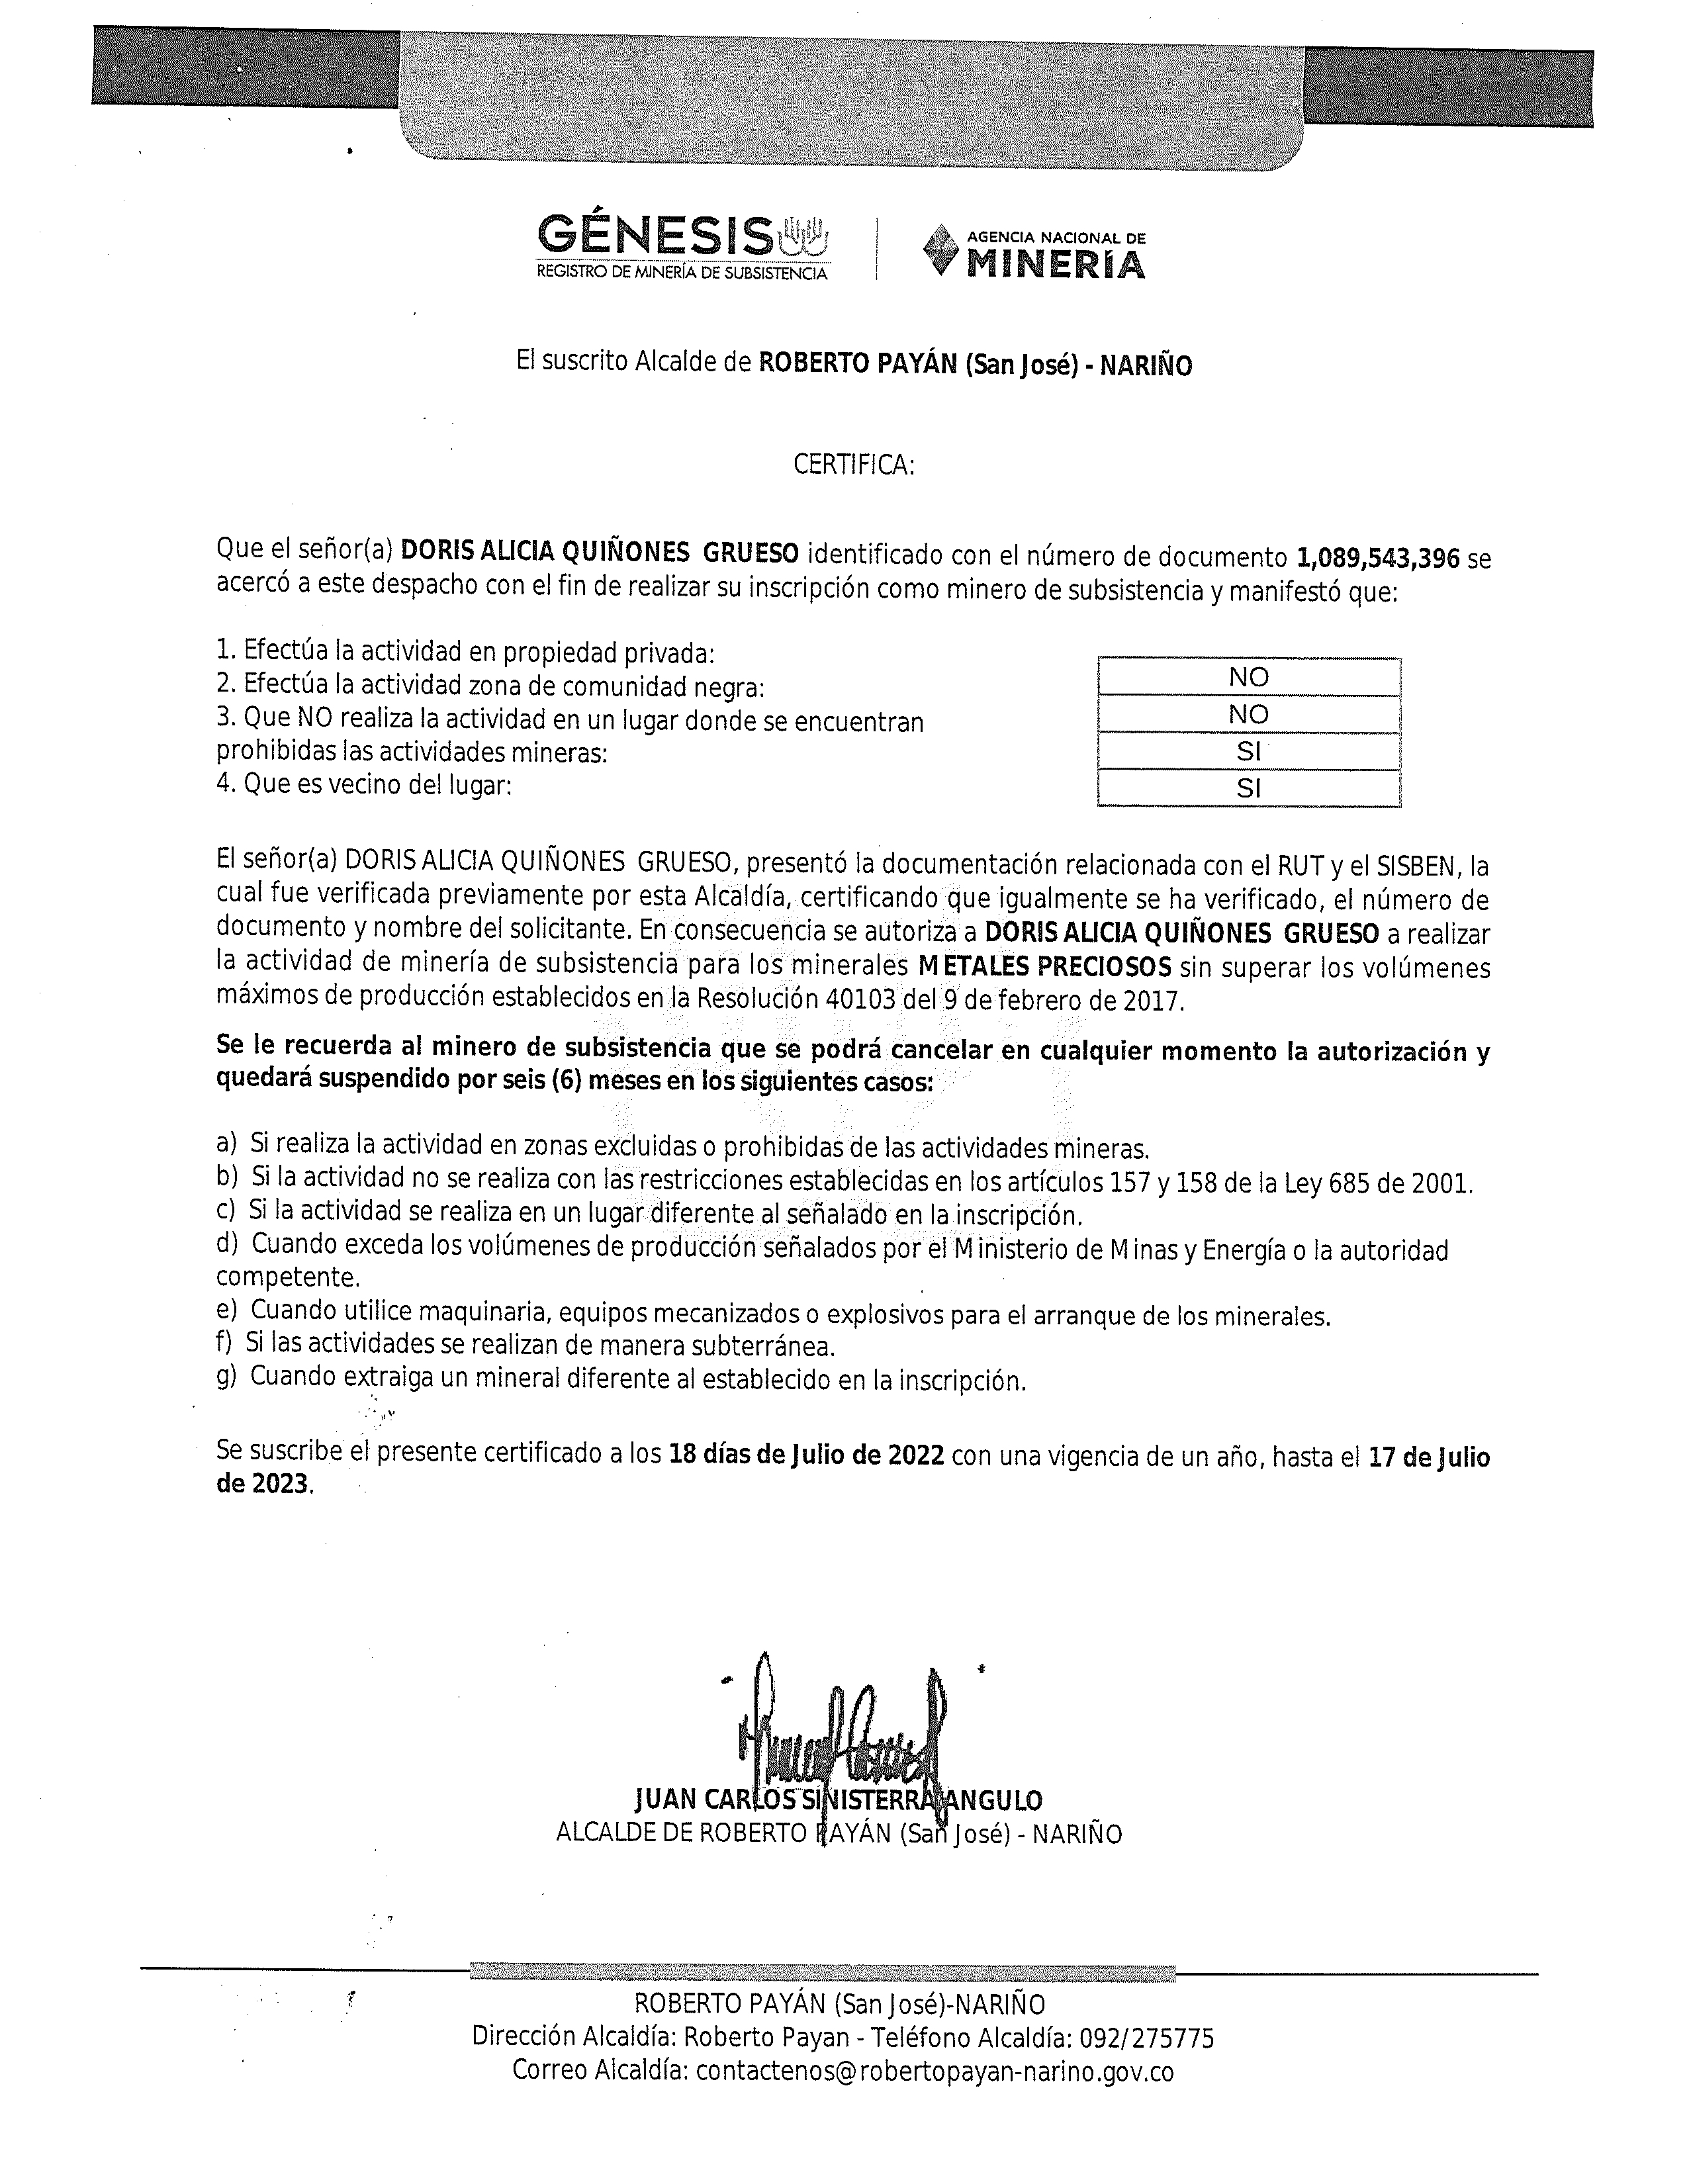 GÉNESIS
REGISTRO DE MINERÍA DE SUBSISTENCIA
AGENCIA NACIONAL DE
MINERÍA
El suscrito Alcalde de ROBERTO PAYÁN (San José) - NARIÑO
CERTIFICA:
Que el señor(a) DORIS ALICIA QUIÑONES GRUESO identificado con el número de documento 1,089,543,396 se
acercó a este despacho con el fin de realizar su inscripción como minero de subsistencia y manifestó que:
1. Efectúa la actividad en propiedad privada:
NO
2. Efectúa la actividad zona de comunidad negra:
NO
3. Que NO realiza la actividad en un lugar donde se encuentran
prohibidas las actividades mineras:
SI
4. Que es vecino del lugar:
SI
El señor(a) DORIS ALICIA QUIÑONES GRUESO, presentó la documentación relacionada con el RUT y el SISBEN, la
cual fue verificada previamente por esta Alcaldía, certificando que igualmente se ha verificado, el número de
documento y nombre del solicitante. En consecuencia se autoriza a DORIS ALICIA QUIÑONES GRUESO a realizar
la actividad de minería de subsistencia para los minerales METALES PRECIOSOS sin superar los volúmenes
máximos de producción establecidos en la Resolución 40103 del 9 de febrero de 2017.
Se le recuerda al minero de subsistencia que se podrá cancelar en cualquier momento la autorización y
quedará suspendido por seis (6) meses en los siguientes casos:
a) Si realiza la actividad en zonas excluidas o prohibidas de las actividades mineras.
b) Si la actividad no se realiza con las restricciones establecidas en los artículos 157 y 158 de la Ley 685 de 2001.
c) Si la actividad se realiza en un lugar diferente al señalado en la inscripción.
d) Cuando exceda los volúmenes de producción señalados por el Ministerio de Minas y Energía o la autoridad
competente.
e) Cuando utilice maquinaria, equipos mecanizados o explosivos para el arranque de los minerales.
f) Si las actividades se realizan de manera subterránea.
g) Cuando extraiga un mineral diferente al establecido en la inscripción.
Se suscribe el presente certificado a los 18 días de Julio de 2022 con una vigencia de un año, hasta el 17 de Julio
de 2023.
JUAN CARLOS SINISTERRA ANGULO
ALCALDE DE ROBERTO PAYÁN (San José) - NARIÑO
ROBERTO PAYÁN (San José)-NARIÑO
Dirección Alcaldía: Roberto Payan - Teléfono Alcaldía: 092/275775
Correo Alcaldía: contactenos@robertopayan-narino.gov.co